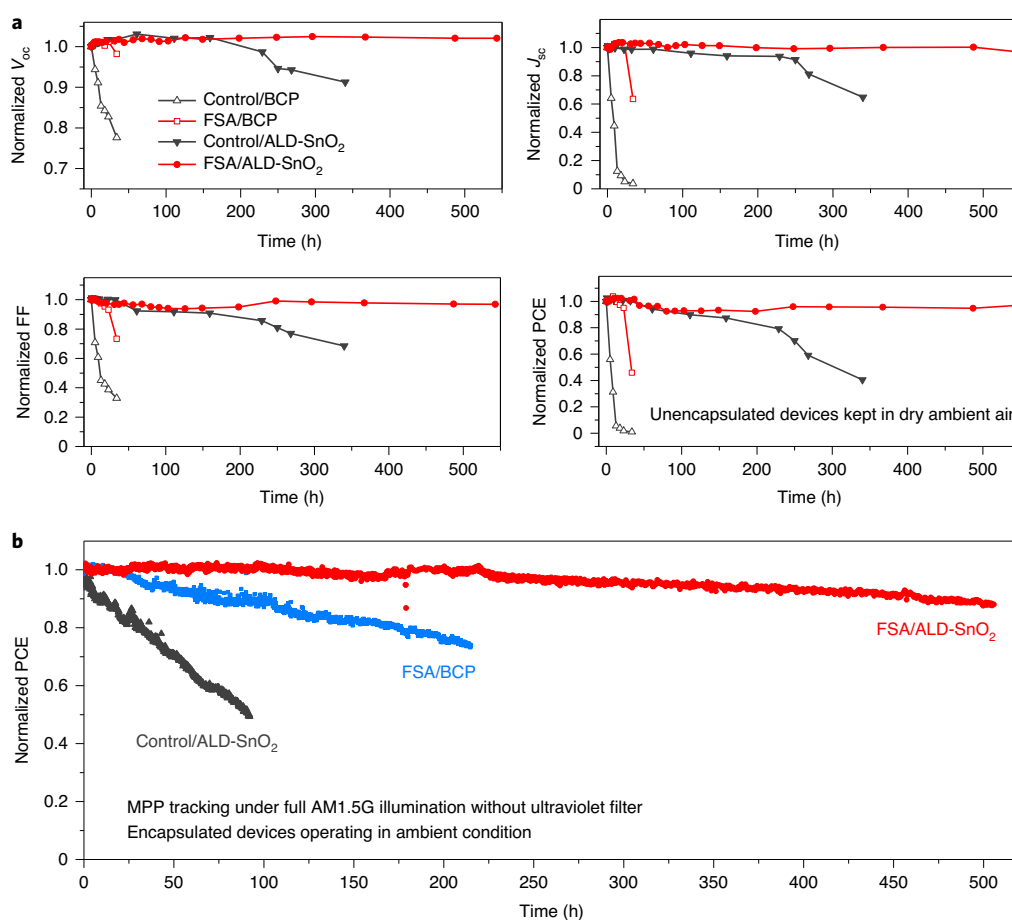 a
Normalized Voc
1.1
1.0
0.9
0.8
0.7
Control/BCP
FSA/BCP
Control/ALD-SnO2
FSA/ALD-SnO2
0 100 200 300 400 500
Time (h)
Normalized Jsc
1.0
0.8
0.6
0.4
0.2
0
0 100 200 300 400 500
Time (h)
Normalized FF
1.0
0.8
0.6
0.4
0.2
0
0 100 200 300 400 500
Time (h)
Normalized PCE
1.0
0.8
0.6
0.4
0.2
0
Unencapsulated devices kept in dry ambient air
0 100 200 300 400 500
Time (h)
b
Normalized PCE
1.0
0.8
0.6
0.4
0.2
0
FSA/ALD-SnO2
FSA/BCP
Control/ALD-SnO2
MPP tracking under full AM1.5G illumination without ultraviolet filter
Encapsulated devices operating in ambient condition
0 50 100 150 200 250 300 350 400 450 500
Time (h)